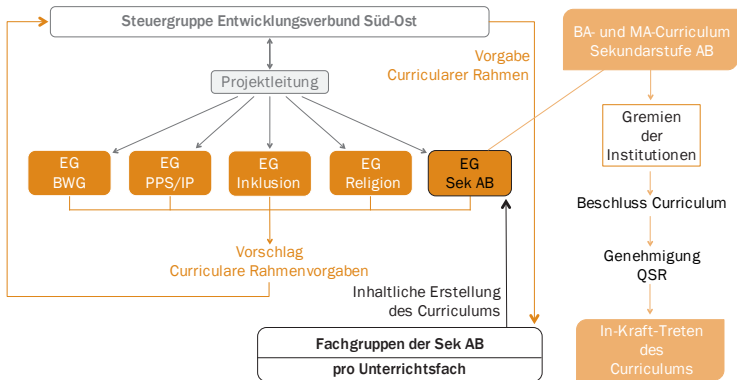 Steuergruppe Entwicklungsverbund Süd-Ost
Projektleitung
Vorgabe
Curricularer Rahmen
BA- und MA-Curriculum
Sekundarstufe AB
EG
BWG
EG
PPS/IP
EG
Inklusion
EG
Religion
EG
Sek AB
Gremien
der
Institutionen
Beschluss Curriculum
Vorschlag
Curriculare Rahmenvorgaben
Genehmigung
QSR
Inhaltliche Erstellung
des Curriculums
Fachgruppen der Sek AB
pro Unterrichtsfach
In-Kraft-Treten
des
Curriculums